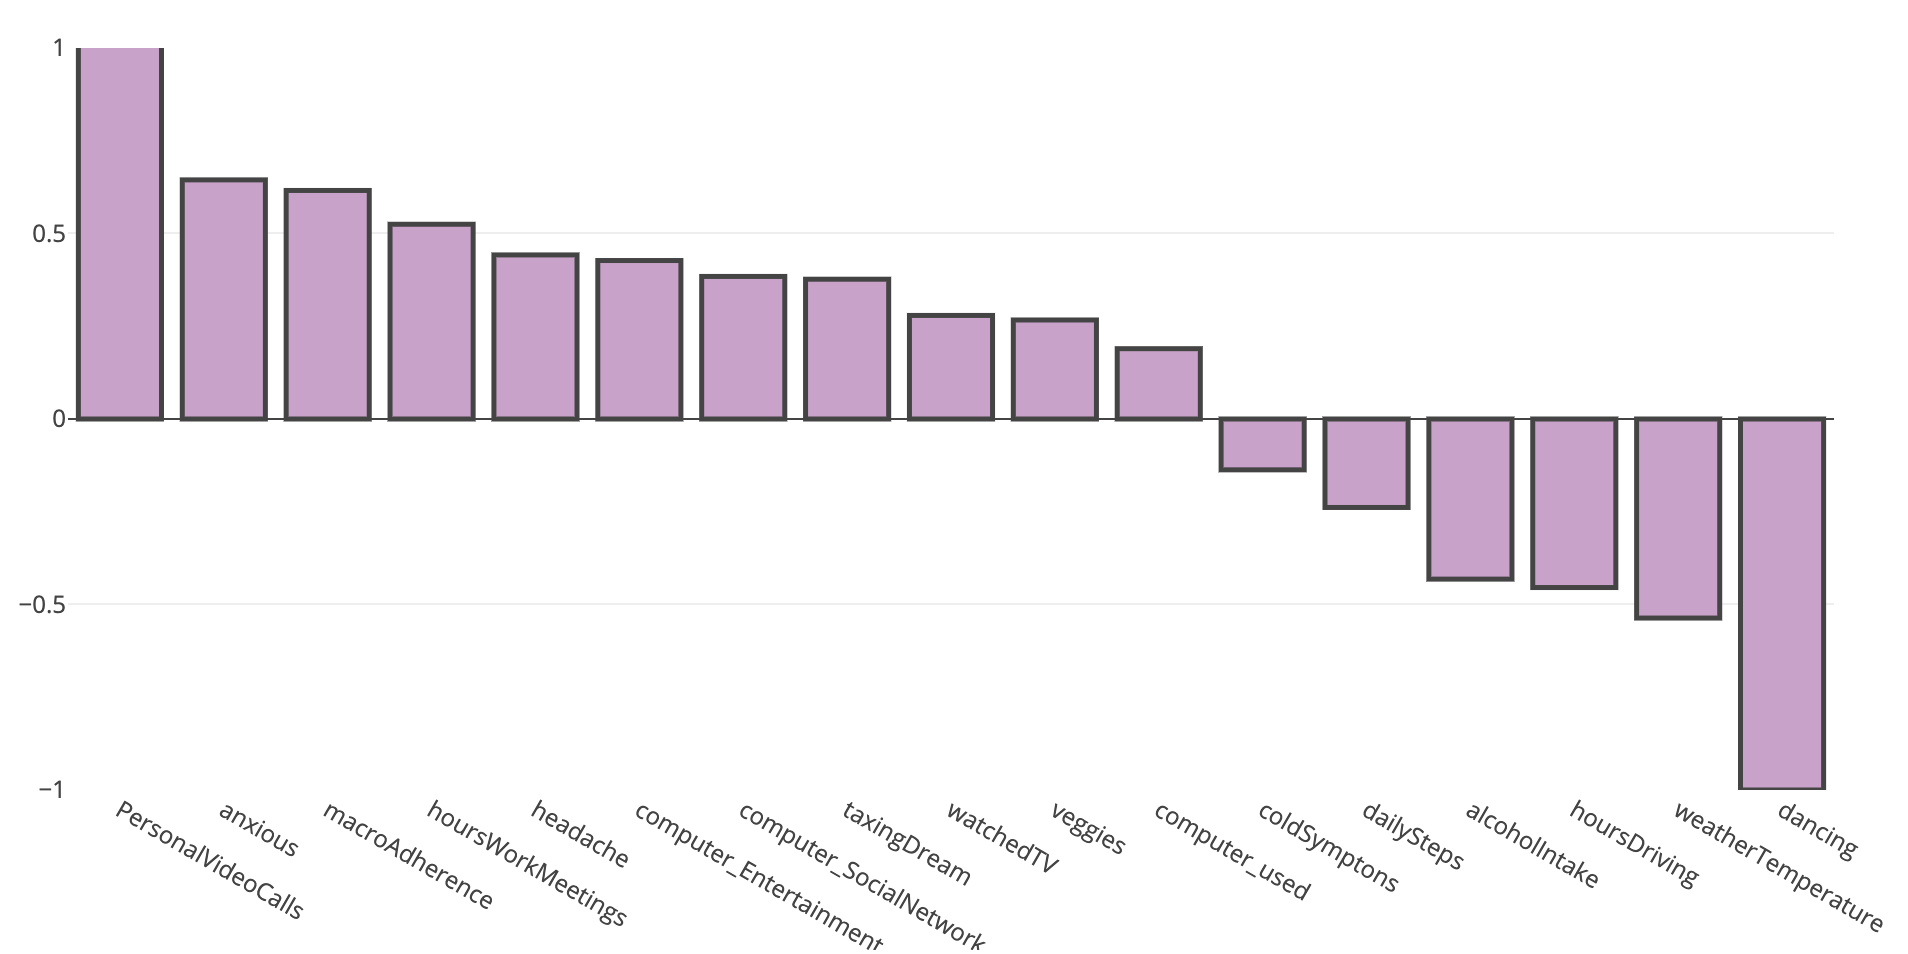 1
0.5
0
−0.5
−1
PersonalVideoCalls
anxious
macroAdherence
hoursWorkMeetings
headache
computer_Entertainment
computer_SocialNetwork
taxingDream
watchedTV
veggies
computer_used
coldSymptons
dailySteps
alcoholIntake
hoursDriving
weatherTemperature
dancing